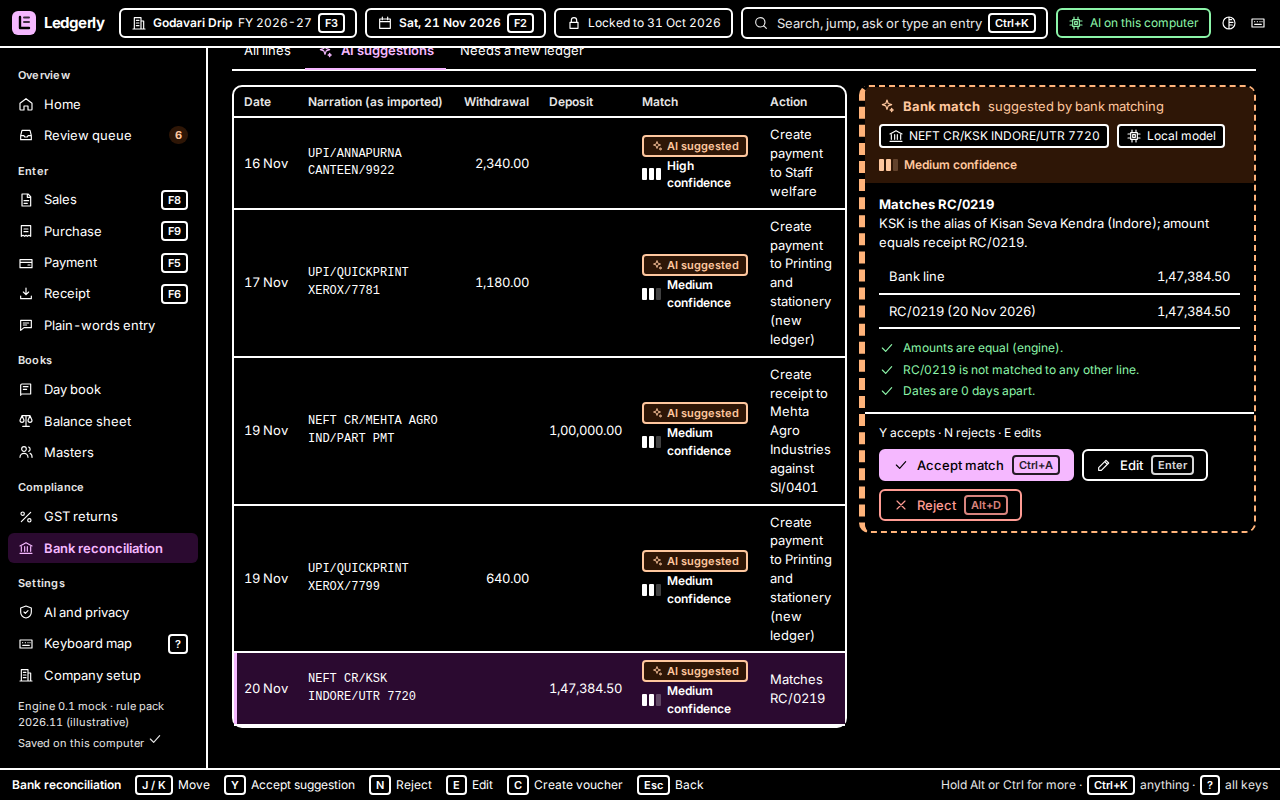 Ledgerly
Godavari Drip FY 2026-27 F3
Sat, 21 Nov 2026 F2
Locked to 31 Oct 2026
Search, jump, ask or type an entry Ctrl+K
AI on this computer
Overview
Home
Review queue 6
Enter
Sales F8
Purchase F9
Payment F5
Receipt F6
Plain-words entry
Books
Day book
Balance sheet
Masters
Compliance
GST returns
Bank reconciliation
Settings
AI and privacy
Keyboard map ?
Company setup
Engine 0.1 mock · rule pack
2026.11 (illustrative)
Saved on this computer
All lines AI suggestions Needs a new ledger
Date Narration (as imported) Withdrawal Deposit Match Action
16 Nov
UPI/ANNAPURNA
CANTEEN/9922
2,340.00
AI suggested
High
confidence
Create
payment
to Staff
welfare
17 Nov
UPI/QUICKPRINT
XEROX/7781
1,180.00
AI suggested
Medium
confidence
Create
payment
to Printing
and
stationery
(new
ledger)
19 Nov
NEFT CR/MEHTA AGRO
IND/PART PMT
1,00,000.00
AI suggested
Medium
confidence
Create
receipt to
Mehta
Agro
Industries
against
SI/0401
19 Nov
UPI/QUICKPRINT
XEROX/7799
640.00
AI suggested
Medium
confidence
Create
payment
to Printing
and
stationery
(new
ledger)
20 Nov
NEFT CR/KSK
INDORE/UTR 7720
1,47,384.50
AI suggested
Medium
confidence
Matches
RC/0219
Bank match suggested by bank matching
NEFT CR/KSK INDORE/UTR 7720 Local model
Medium confidence
Matches RC/0219
KSK is the alias of Kisan Seva Kendra (Indore); amount
equals receipt RC/0219.
Bank line 1,47,384.50
RC/0219 (20 Nov 2026) 1,47,384.50
Amounts are equal (engine).
RC/0219 is not matched to any other line.
Dates are 0 days apart.
Y accepts · N rejects · E edits
Accept match Ctrl+A
Edit Enter
Reject Alt+D
Bank reconciliation J / K Move Y Accept suggestion N Reject E Edit C Create voucher Esc Back
Hold Alt or Ctrl for more · Ctrl+K anything · ? all keys